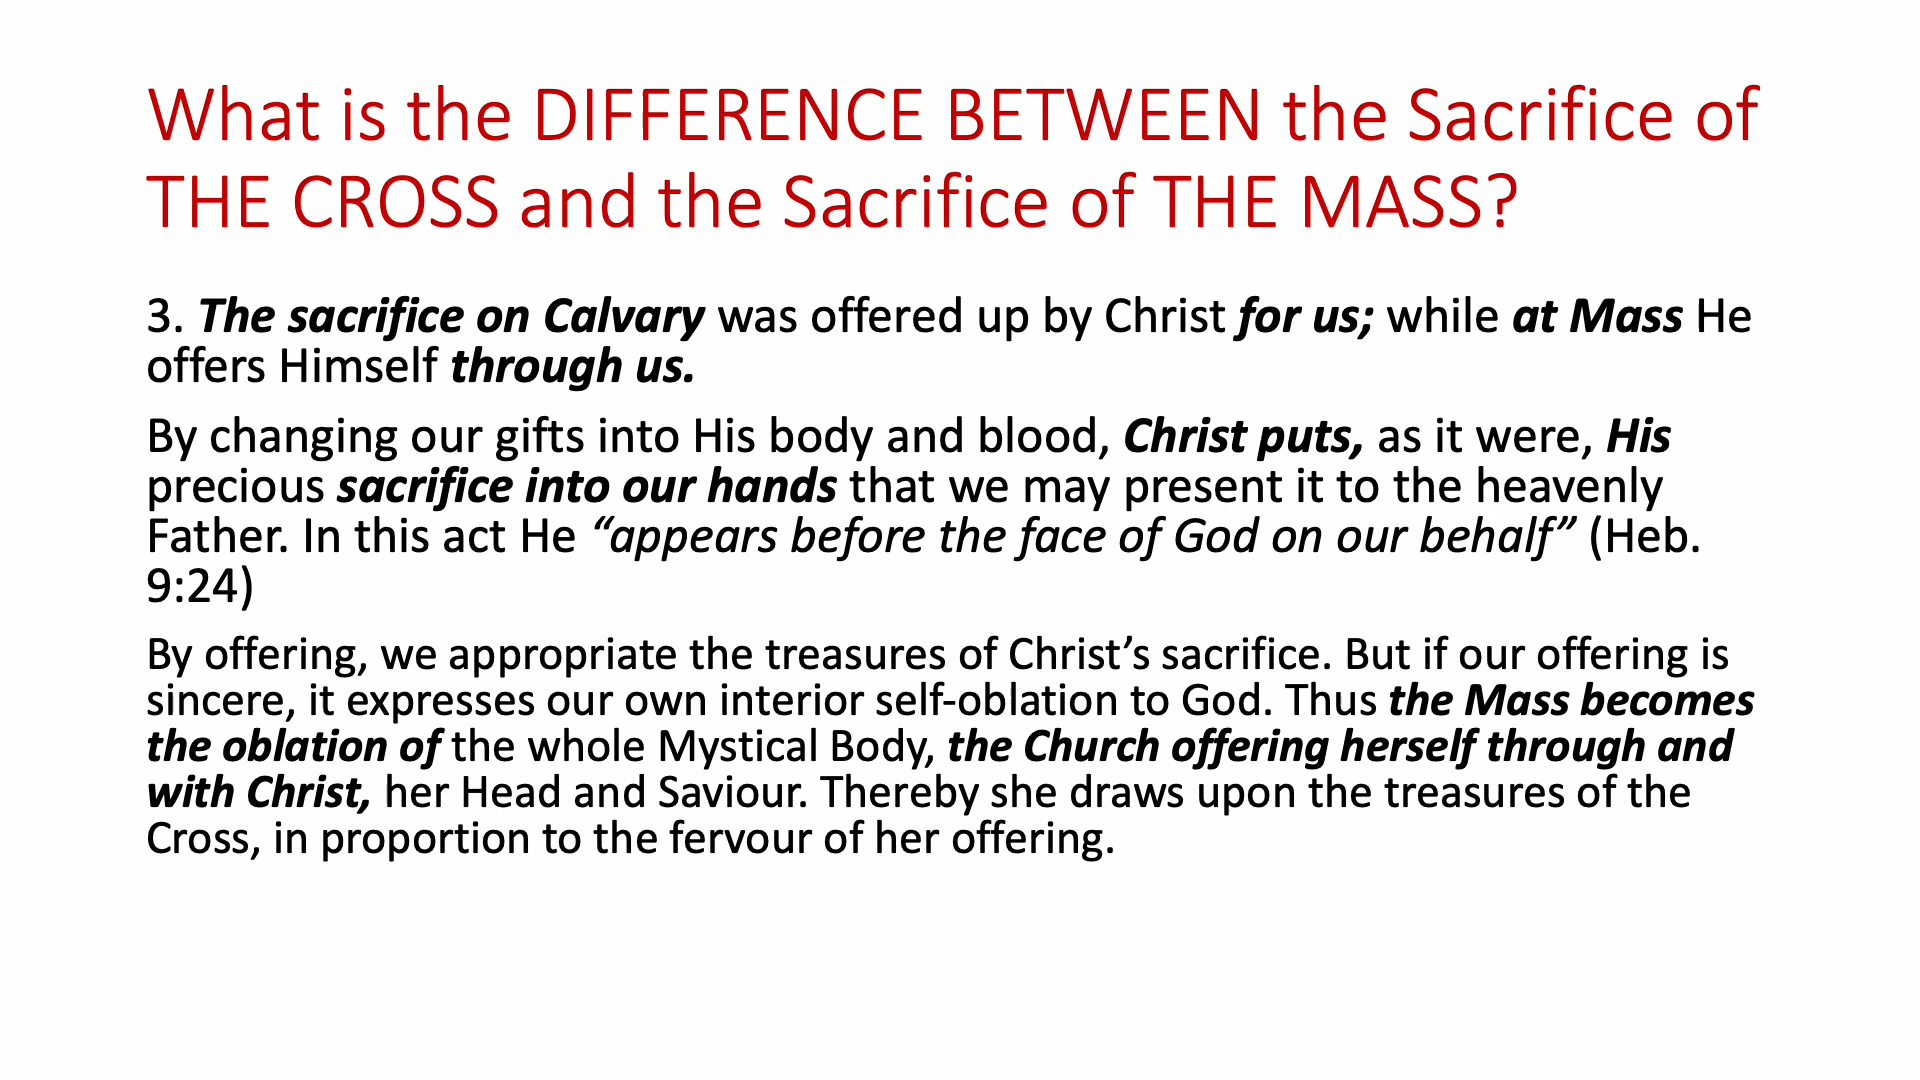 What is the DIFFERENCE BETWEEN the Sacrifice of
THE CROSS and the Sacrifice of THE MASS?
3. The sacrifice on Calvary was offered up by Christ for us; while at Mass He
offers Himself through us.
By changing our gifts into His body and blood, Christ puts, as it were, His
precious sacrifice into our hands that we may present it to the heavenly
Father. In this act He “appears before the face of God on our behalf” (Heb.
9:24)
By offering, we appropriate the treasures of Christ’s sacrifice. But if our offering is
sincere, it expresses our own interior self-oblation to God. Thus the Mass becomes
the oblation of the whole Mystical Body, the Church offering herself through and
with Christ, her Head and Saviour. Thereby she draws upon the treasures of the
Cross, in proportion to the fervour of her offering.